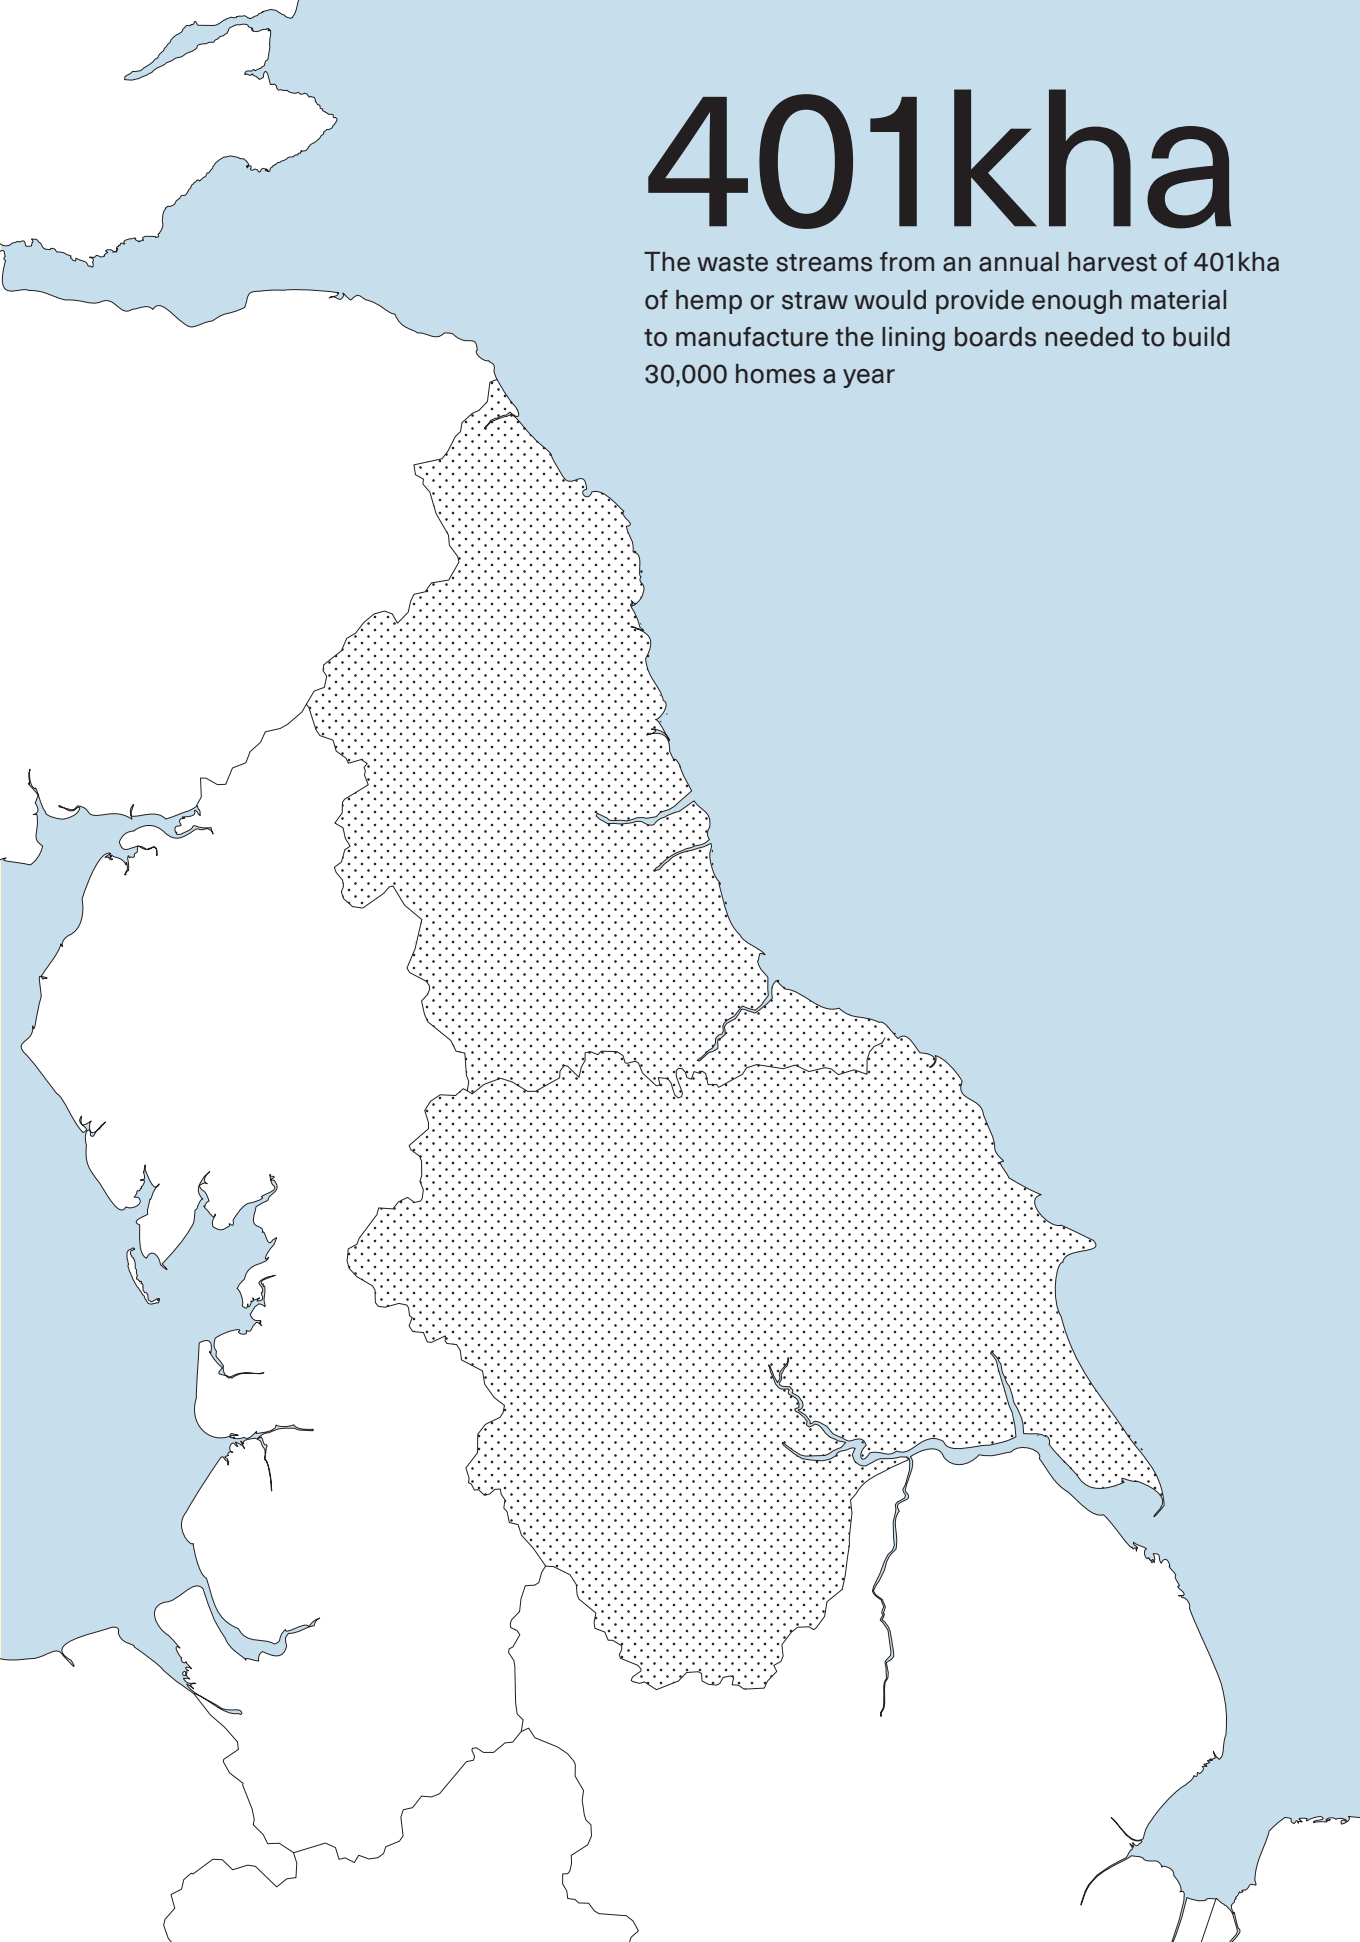 401kha
The waste streams from an annual harvest of 401kha
of hemp or straw would provide enough material
to manufacture the lining boards needed to build
30,000 homes a year